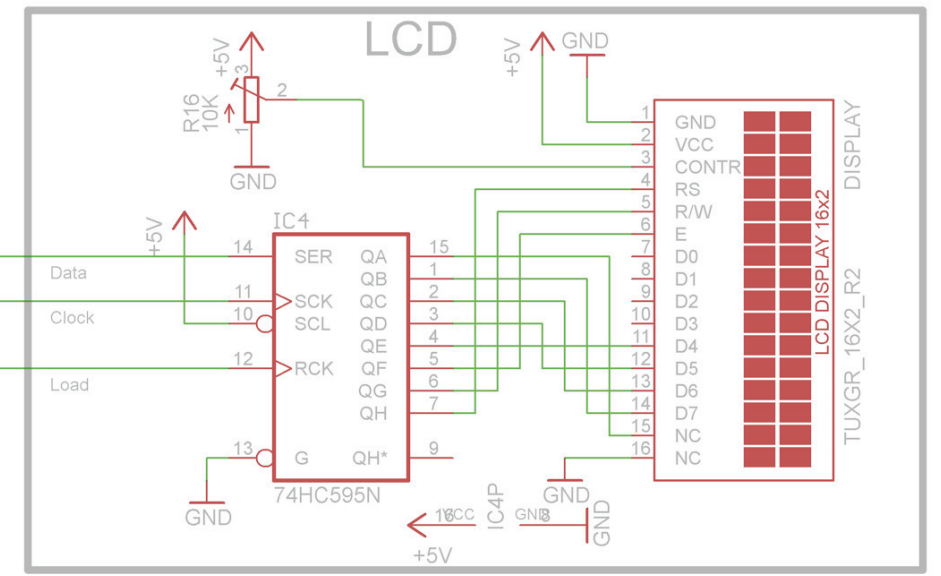 LCD
+5V
3
R16
10K
2
1
GND
+5V
GND
1 GND
2 VCC
3 CONTR
4 RS
5 R/W
6 E
7 D0
8 D1
9 D2
10 D3
11 D4
12 D5
13 D6
14 D7
15 NC
16 NC
LCD DISPLAY 16x2
DISPLAY
TUXGR_16X2_R2
GND
+5V
IC4
Data
14 SER
Clock
11 SCK
10 SCL
Load
12 RCK
13 G
GND
QA 15
QB 1
QC 2
QD 3
QE 4
QF 5
QG 6
QH 7
QH* 9
74HC595N
+5V
16 VCC
IC4P
GND 8
GND